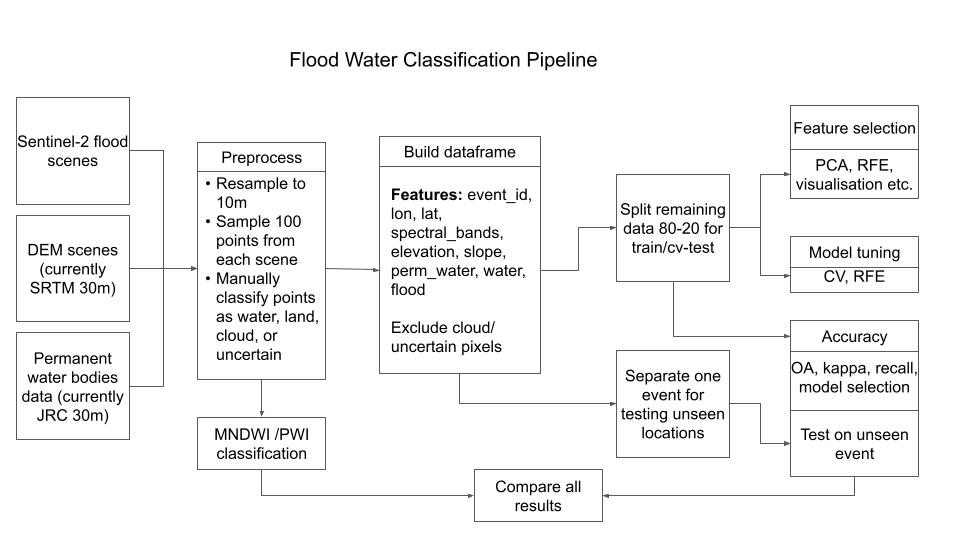 Flood Water Classification Pipeline
Sentinel-2 flood
scenes
DEM scenes
(currently
SRTM 30m)
Permanent
water bodies
data (currently
JRC 30m)
Preprocess
• Resample to
10m
• Sample 100
points from
each scene
• Manually
classify points
as water, land,
cloud, or
uncertain
MNDWI /PWI
classification
Build dataframe
Features: event_id,
lon, lat,
spectral_bands,
elevation, slope,
perm_water, water,
flood
Exclude cloud/
uncertain pixels
Split remaining
data 80-20 for
train/cv-test
Separate one
event for
testing unseen
locations
Feature selection
PCA, RFE,
visualisation etc.
Model tuning
CV, RFE
Accuracy
OA, kappa, recall,
model selection
Test on unseen
event
Compare all
results